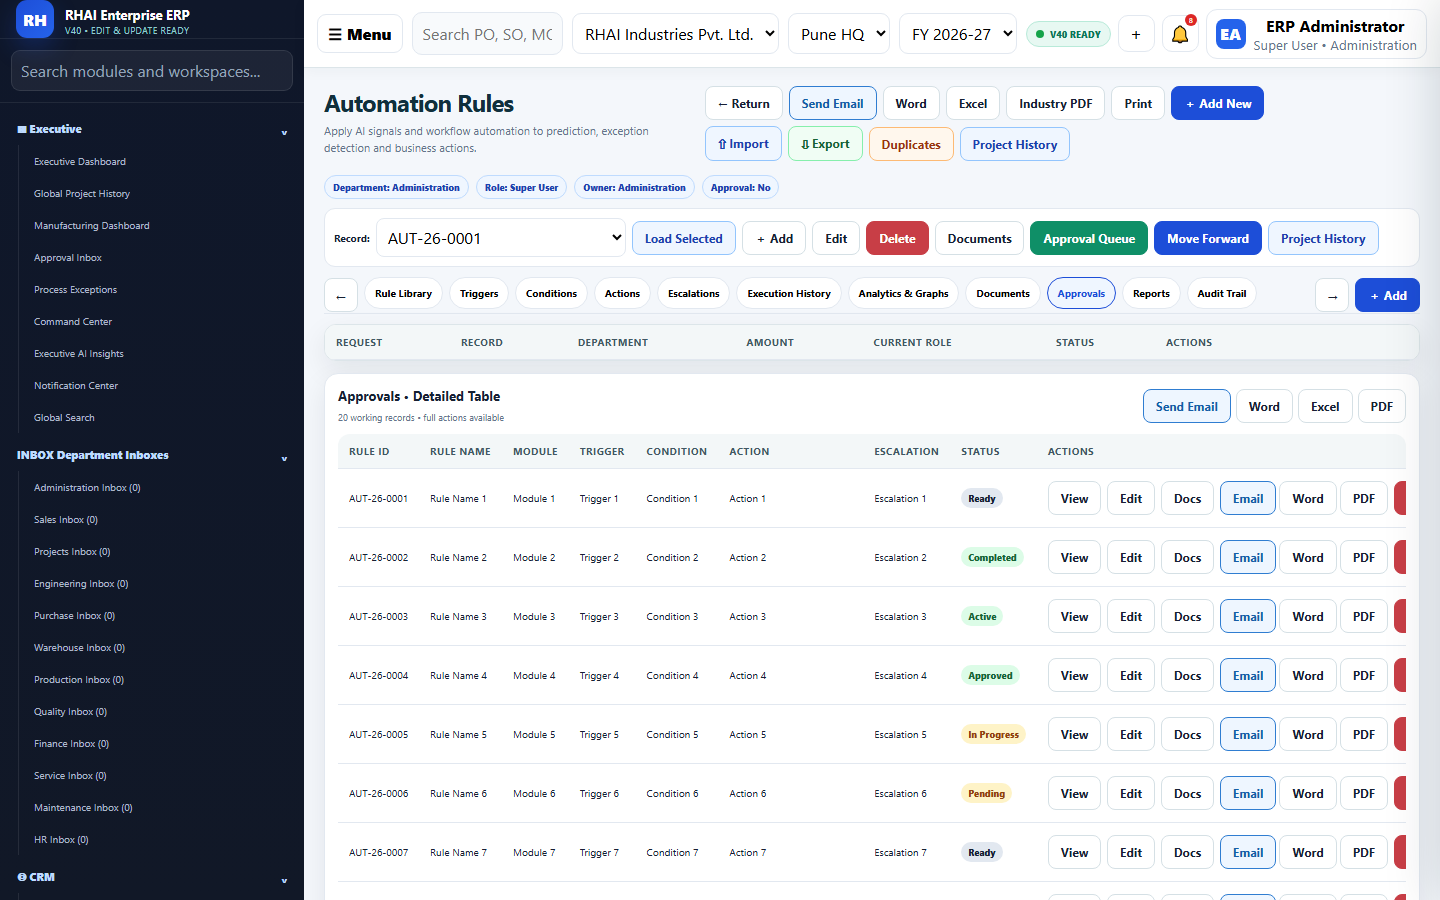 RH
RHAI Enterprise ERP
V40 • EDIT & UPDATE READY
Search modules and workspaces...
Executive
Executive Dashboard
Global Project History
Manufacturing Dashboard
Approval Inbox
Process Exceptions
Command Center
Executive AI Insights
Notification Center
Global Search
INBOX Department Inboxes
Administration Inbox (0)
Sales Inbox (0)
Projects Inbox (0)
Engineering Inbox (0)
Purchase Inbox (0)
Warehouse Inbox (0)
Production Inbox (0)
Quality Inbox (0)
Finance Inbox (0)
Service Inbox (0)
Maintenance Inbox (0)
HR Inbox (0)
CRM
☰ Menu
Search PO, SO, MO
RHAI Industries Pvt. Ltd.
Pune HQ
FY 2026-27
V40 READY
+
8
EA
ERP Administrator
Super User • Administration
Automation Rules
Apply AI signals and workflow automation to prediction, exception
detection and business actions.
← Return
Send Email
Word
Excel
Industry PDF
Print
+ Add New
⇧ Import
⇩ Export
Duplicates
Project History
Department: Administration
Role: Super User
Owner: Administration
Approval: No
Record:
AUT-26-0001
Load Selected
+ Add
Edit
Delete
Documents
Approval Queue
Move Forward
Project History
←
Rule Library
Triggers
Conditions
Actions
Escalations
Execution History
Analytics & Graphs
Documents
Approvals
Reports
Audit Trail
→
+ Add
REQUEST RECORD DEPARTMENT AMOUNT CURRENT ROLE STATUS ACTIONS
Approvals • Detailed Table
20 working records • full actions available
Send Email
Word
Excel
PDF
RULE ID RULE NAME MODULE TRIGGER CONDITION ACTION ESCALATION STATUS ACTIONS
AUT-26-0001 Rule Name 1 Module 1 Trigger 1 Condition 1 Action 1 Escalation 1 Ready View Edit Docs Email Word PDF
AUT-26-0002 Rule Name 2 Module 2 Trigger 2 Condition 2 Action 2 Escalation 2 Completed View Edit Docs Email Word PDF
AUT-26-0003 Rule Name 3 Module 3 Trigger 3 Condition 3 Action 3 Escalation 3 Active View Edit Docs Email Word PDF
AUT-26-0004 Rule Name 4 Module 4 Trigger 4 Condition 4 Action 4 Escalation 4 Approved View Edit Docs Email Word PDF
AUT-26-0005 Rule Name 5 Module 5 Trigger 5 Condition 5 Action 5 Escalation 5 In Progress View Edit Docs Email Word PDF
AUT-26-0006 Rule Name 6 Module 6 Trigger 6 Condition 6 Action 6 Escalation 6 Pending View Edit Docs Email Word PDF
AUT-26-0007 Rule Name 7 Module 7 Trigger 7 Condition 7 Action 7 Escalation 7 Ready View Edit Docs Email Word PDF